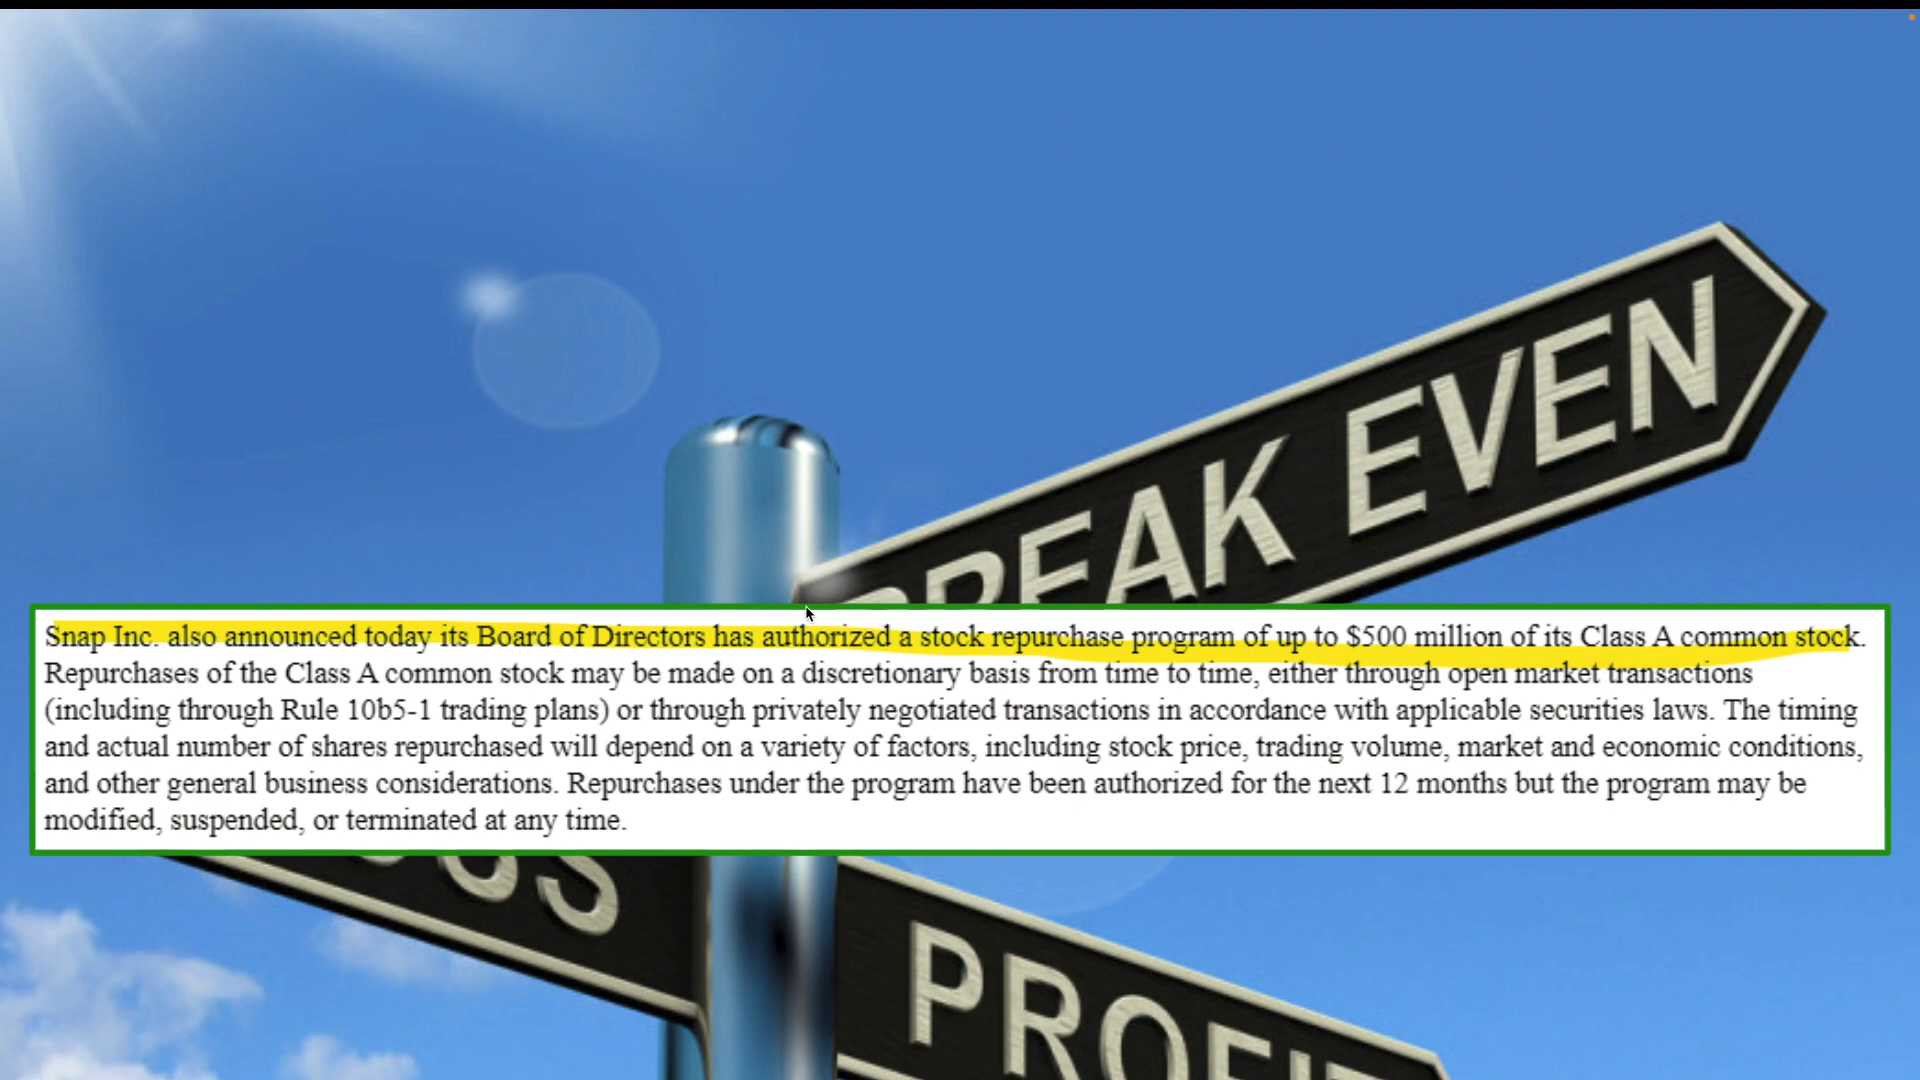 BREAK EVEN
Snap Inc. also announced today its Board of Directors has authorized a stock repurchase program of up to $500 million of its Class A common stock.
Repurchases of the Class A common stock may be made on a discretionary basis from time to time, either through open market transactions
(including through Rule 10b5-1 trading plans) or through privately negotiated transactions in accordance with applicable securities laws. The timing
and actual number of shares repurchased will depend on a variety of factors, including stock price, trading volume, market and economic conditions,
and other general business considerations. Repurchases under the program have been authorized for the next 12 months but the program may be
modified, suspended, or terminated at any time.
PROFIT